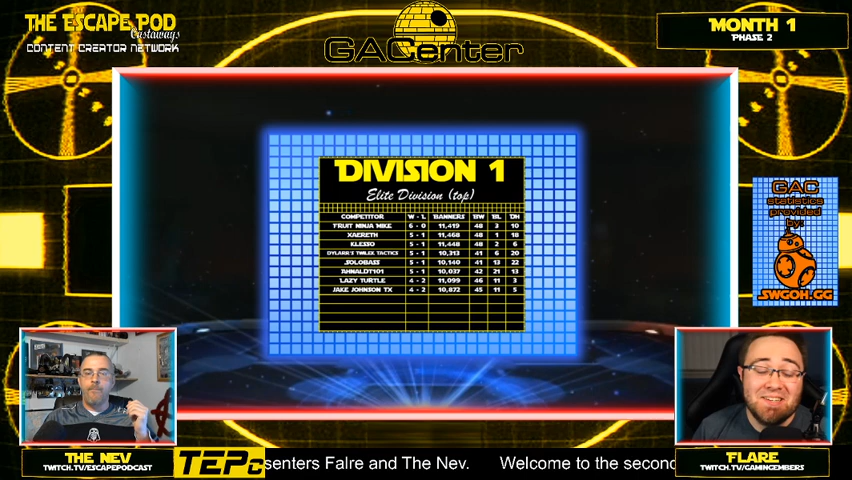 THE ESCAPE POD
Castaways
CONTENT CREATOR NETWORK
GACenter
MONTH 1
PHASE 2
DIVISION 1
Elite Division (top)
COMPETITOR W - L BANNERS BW BL DH
FRUIT NINJA MIKE 6 - 0 11,419 48 3 10
XAERETH 5 - 1 11,468 48 1 18
KLESSO 5 - 1 11,448 48 2 6
DYLARR'S TWILEK TACTICS 5 - 1 10,313 41 6 20
SOLOBASS 5 - 1 10,140 41 13 22
AHNALDT101 5 - 1 10,037 42 21 13
LAZY TURTLE 4 - 2 11,099 46 11 3
JAKE JOHNSON TX 4 - 2 10,872 45 11 5
GAC
statistics
provided
by:
SWGOH.GG
THE NEV
TWITCH.TV/ESCAPEPODCAST
FLARE
TWITCH.TV/GAMINGEMBERS
TEPC
senters Falre and The Nev. Welcome to the second